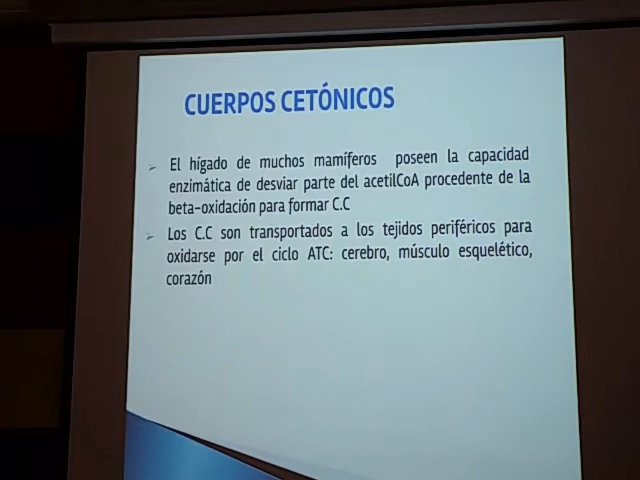 CUERPOS CETÓNICOS
El hígado de muchos mamíferos poseen la capacidad
enzimática de desviar parte del acetilCoA procedente de la
beta-oxidación para formar C.C
Los C.C son transportados a los tejidos periféricos para
oxidarse por el ciclo ATC: cerebro, músculo esquelético,
corazón